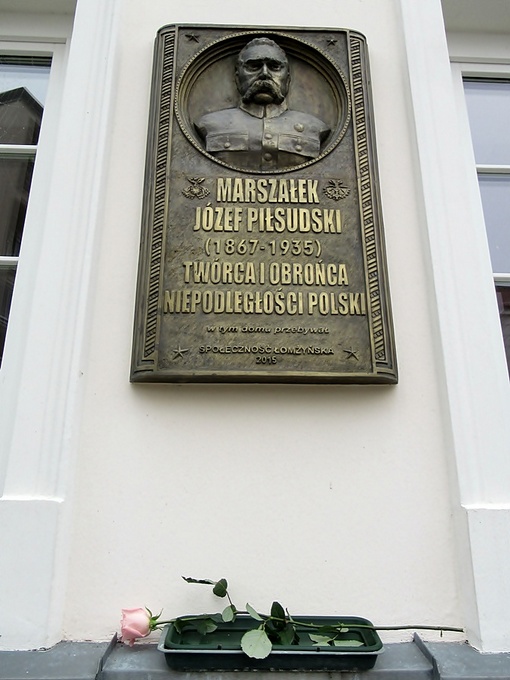 MARSZAŁEK
JÓZEF PIŁSUDSKI
(1867-1935)
TWÓRCA I OBROŃCA
NIEPODLEGŁOŚCI POLSKI
w tym domu przebywał
SPOŁECZNOŚĆ ŁOMŻYŃSKA
2015